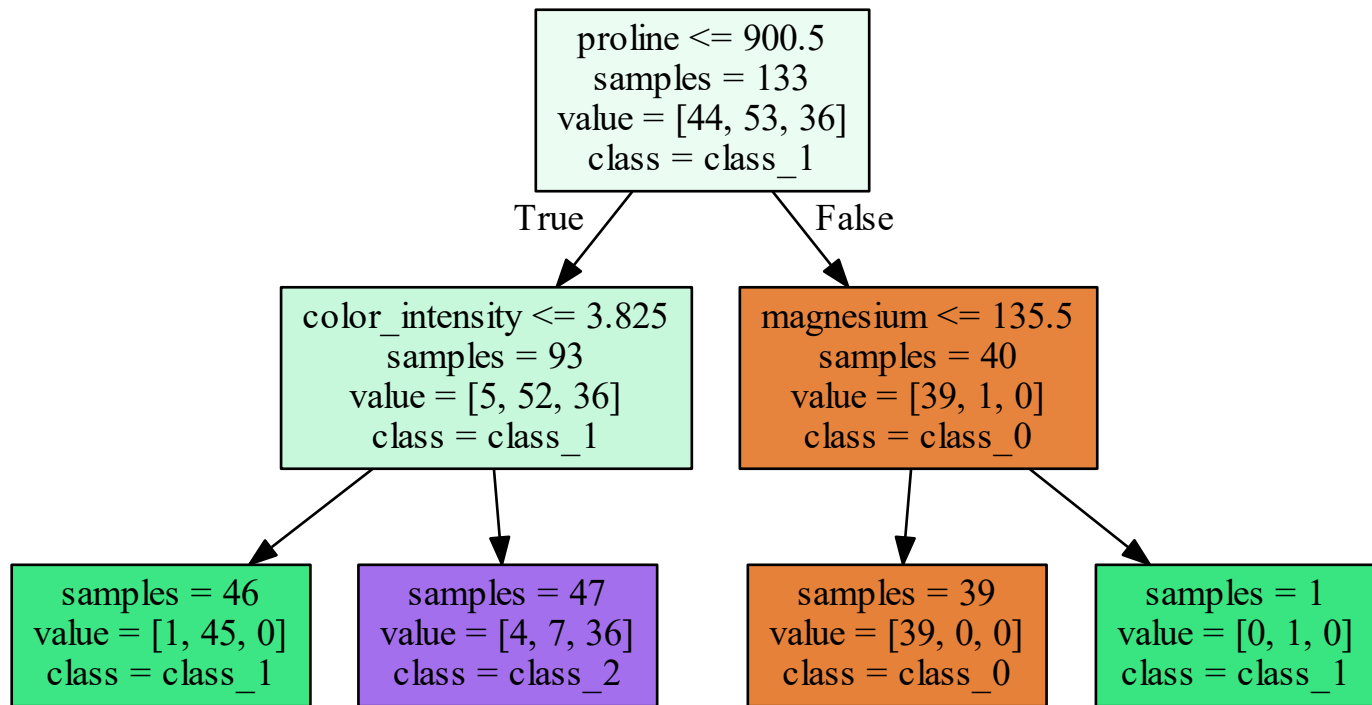 proline <= 900.5
samples = 133
value = [44, 53, 36]
class = class_1
True
False
color_intensity <= 3.825
samples = 93
value = [5, 52, 36]
class = class_1
magnesium <= 135.5
samples = 40
value = [39, 1, 0]
class = class_0
samples = 46
value = [1, 45, 0]
class = class_1
samples = 47
value = [4, 7, 36]
class = class_2
samples = 39
value = [39, 0, 0]
class = class_0
samples = 1
value = [0, 1, 0]
class = class_1